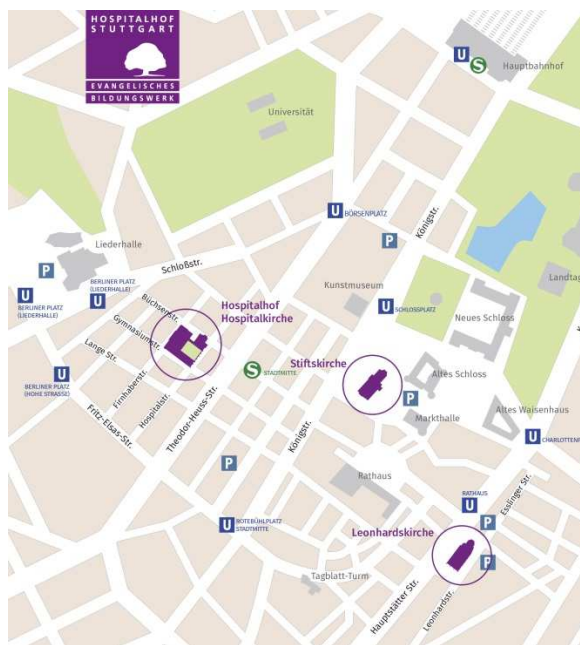 HOSPITALHOF
STUTTGART
EVANGELISCHES
BILDUNGSWERK
U
S
Hauptbahnhof
Universität
U BÖRSENPLATZ
P
Königstr.
Liederhalle
P
Schloßstr.
BERLINER PLATZ
(LIEDERHALLE)
U
U
BERLINER PLATZ
(LIEDERHALLE)
Büchsenstr.
Gymnasiumstr.
Lange Str.
Firnhaberstr.
Hospitalstr.
Hospitalhof
Hospitalkirche
Kunstmuseum
U SCHLOSSPLATZ
Landtag
Neues Schloss
U
BERLINER PLATZ
(HOHE STRASSE)
Fritz-Elsas-Str.
Theodor-Heuss-Str.
S
STADTMITTE
Stiftskirche
Altes Schloss
P
Markthalle
Altes Waisenhaus
U
Königstr.
P
Rathaus
RATHAUS
U
Esslinger Str.
P
U
ROTEBÜHLPLATZ
STADTMITTE
Leonhardskirche
P
Tagblatt-Turm
Hauptstätter Str.
Leonhardstr.